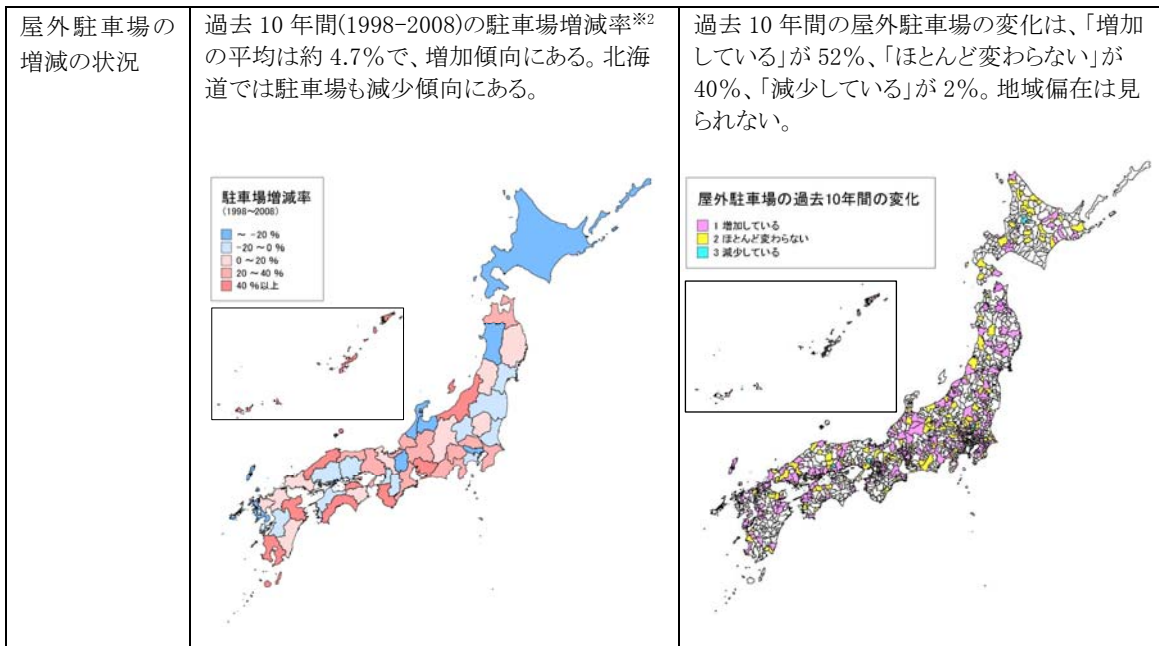 屋外駐車場の
増減の状況
過去 10 年間(1998-2008)の駐車場増減率※2
の平均は約 4.7%で、増加傾向にある。北海
道では駐車場も減少傾向にある。
駐車場増減率
(1998~2008)
~ -20 %
-20 ~ 0 %
0 ~ 20 %
20 ~ 40 %
40 %以上
過去 10 年間の屋外駐車場の変化は、「増加
している」が 52%、「ほとんど変わらない」が
40%、「減少している」が 2%。地域偏在は見
られない。
屋外駐車場の過去10年間の変化
1 増加している
2 ほとんど変わらない
3 減少している